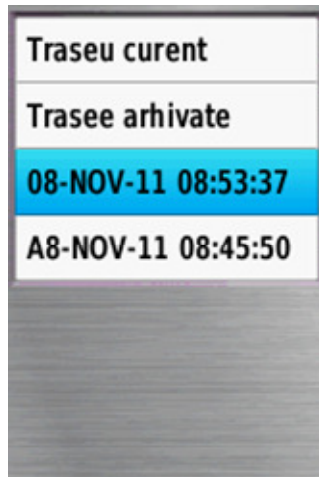 Traseu curent
Trasee arhivate
08-NOV-11 08:53:37
A8-NOV-11 08:45:50